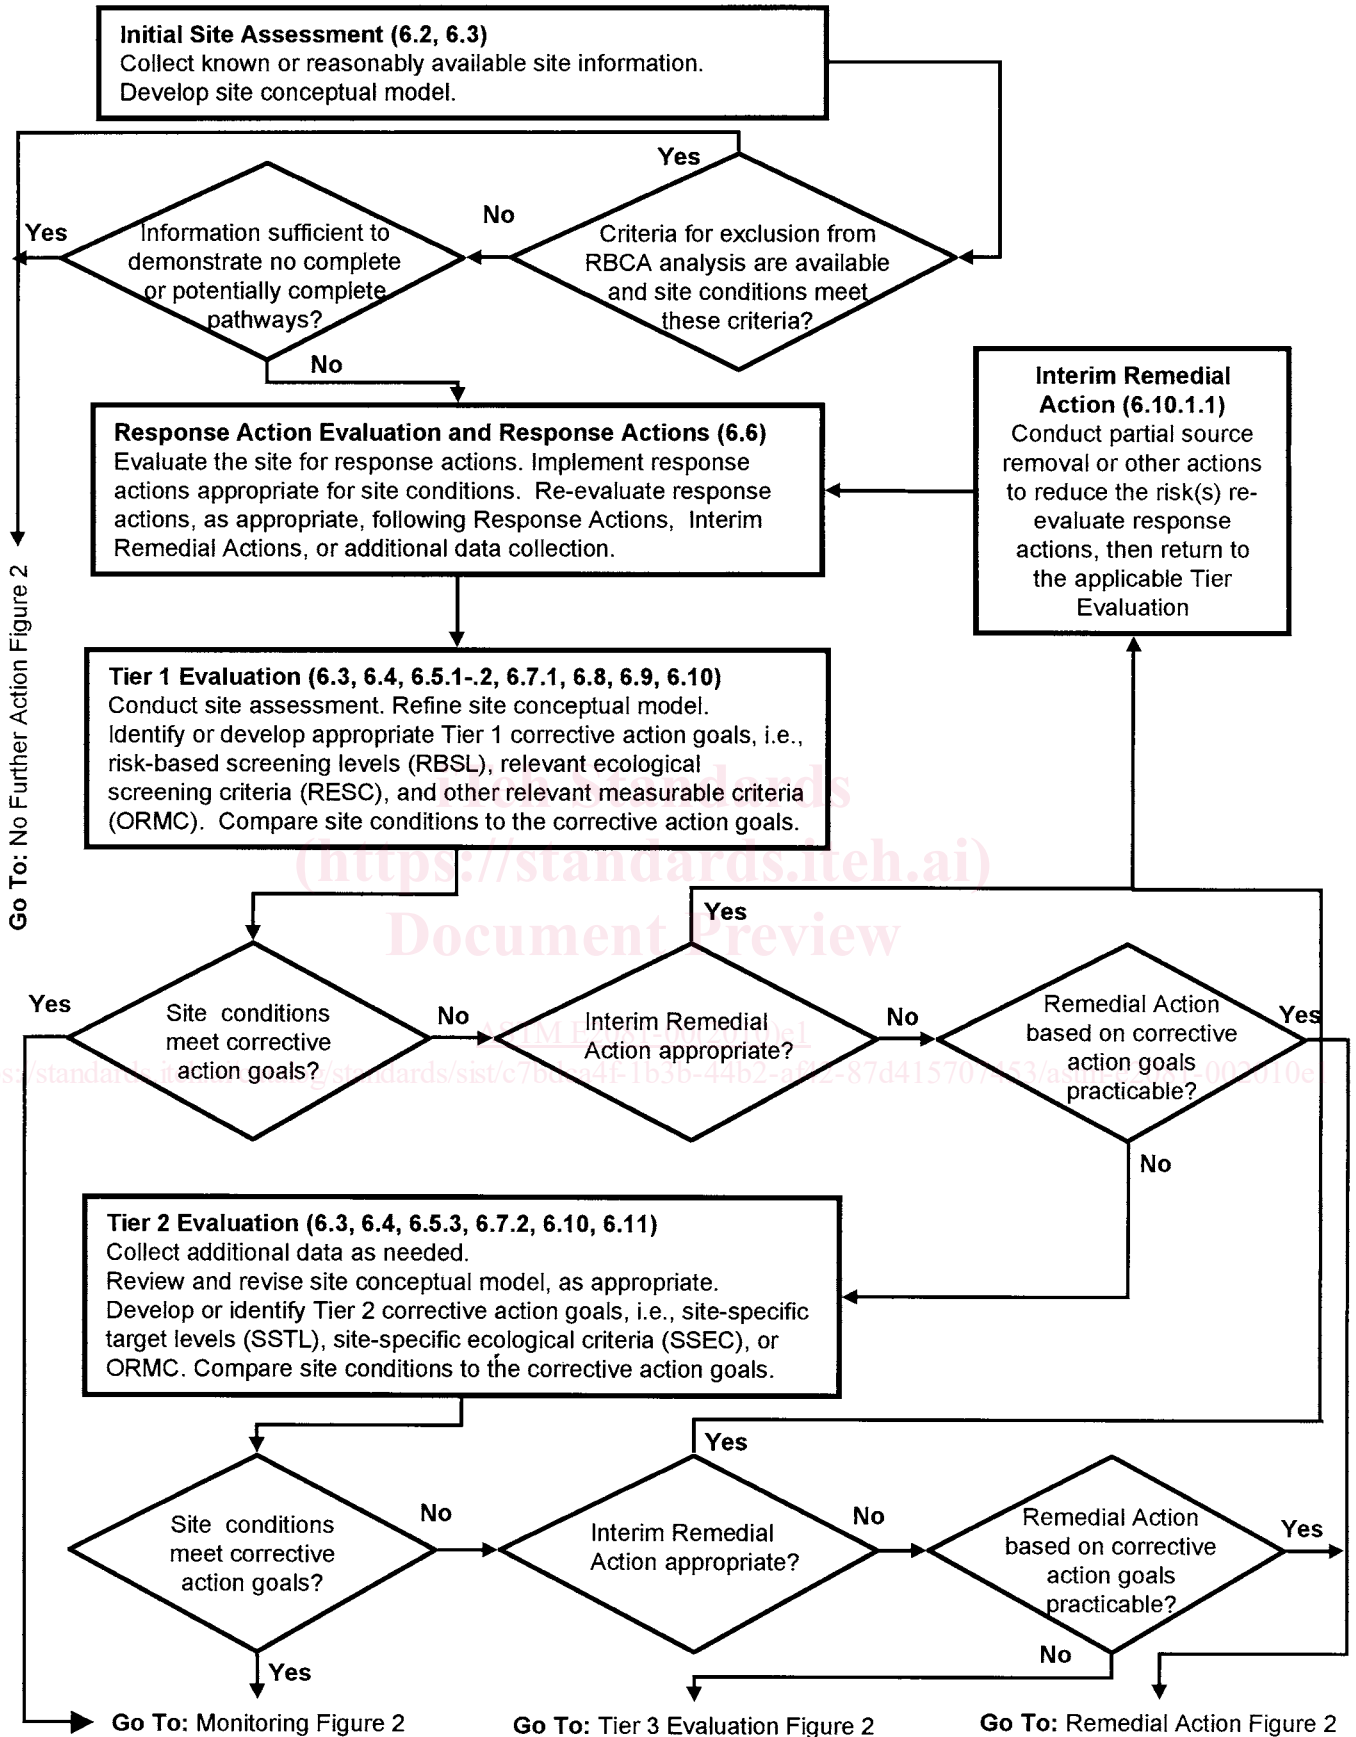 Initial Site Assessment (6.2, 6.3)
Collect known or reasonably available site information.
Develop site conceptual model.
Yes
No
Yes
Criteria for exclusion from
RBCA analysis are available
and site conditions meet
these criteria?
Information sufficient to
demonstrate no complete
or potentially complete
pathways?
No
Interim Remedial
Action (6.10.1.1)
Conduct partial source
removal or other actions
to reduce the risk(s) re-
evaluate response
actions, then return to
the applicable Tier
Evaluation
Response Action Evaluation and Response Actions (6.6)
Evaluate the site for response actions. Implement response
actions appropriate for site conditions. Re-evaluate response
actions, as appropriate, following Response Actions, Interim
Remedial Actions, or additional data collection.
Go To: No Further Action Figure 2
Tier 1 Evaluation (6.3, 6.4, 6.5.1-.2, 6.7.1, 6.8, 6.9, 6.10)
Conduct site assessment. Refine site conceptual model.
Identify or develop appropriate Tier 1 corrective action goals, i.e.,
risk-based screening levels (RBSL), relevant ecological
screening criteria (RESC), and other relevant measurable criteria
(ORMC). Compare site conditions to the corrective action goals.
iTeh Standards
(https://standards.iteh.ai)
Document Preview
Yes
Yes
Site conditions
meet corrective
action goals?
No
Interim Remedial
Action appropriate?
No
Remedial Action
based on corrective
action goals
practicable?
Yes
No
ASTM E2081-00(2010)e1
Tier 2 Evaluation (6.3, 6.4, 6.5.3, 6.7.2, 6.10, 6.11)
Collect additional data as needed.
Review and revise site conceptual model, as appropriate.
Develop or identify Tier 2 corrective action goals, i.e., site-specific
target levels (SSTL), site-specific ecological criteria (SSEC), or
ORMC. Compare site conditions to the corrective action goals.
Yes
Site conditions
meet corrective
action goals?
No
Interim Remedial
Action appropriate?
No
Remedial Action
based on corrective
action goals
practicable?
Yes
No
Yes
Go To: Monitoring Figure 2
Go To: Tier 3 Evaluation Figure 2
Go To: Remedial Action Figure 2